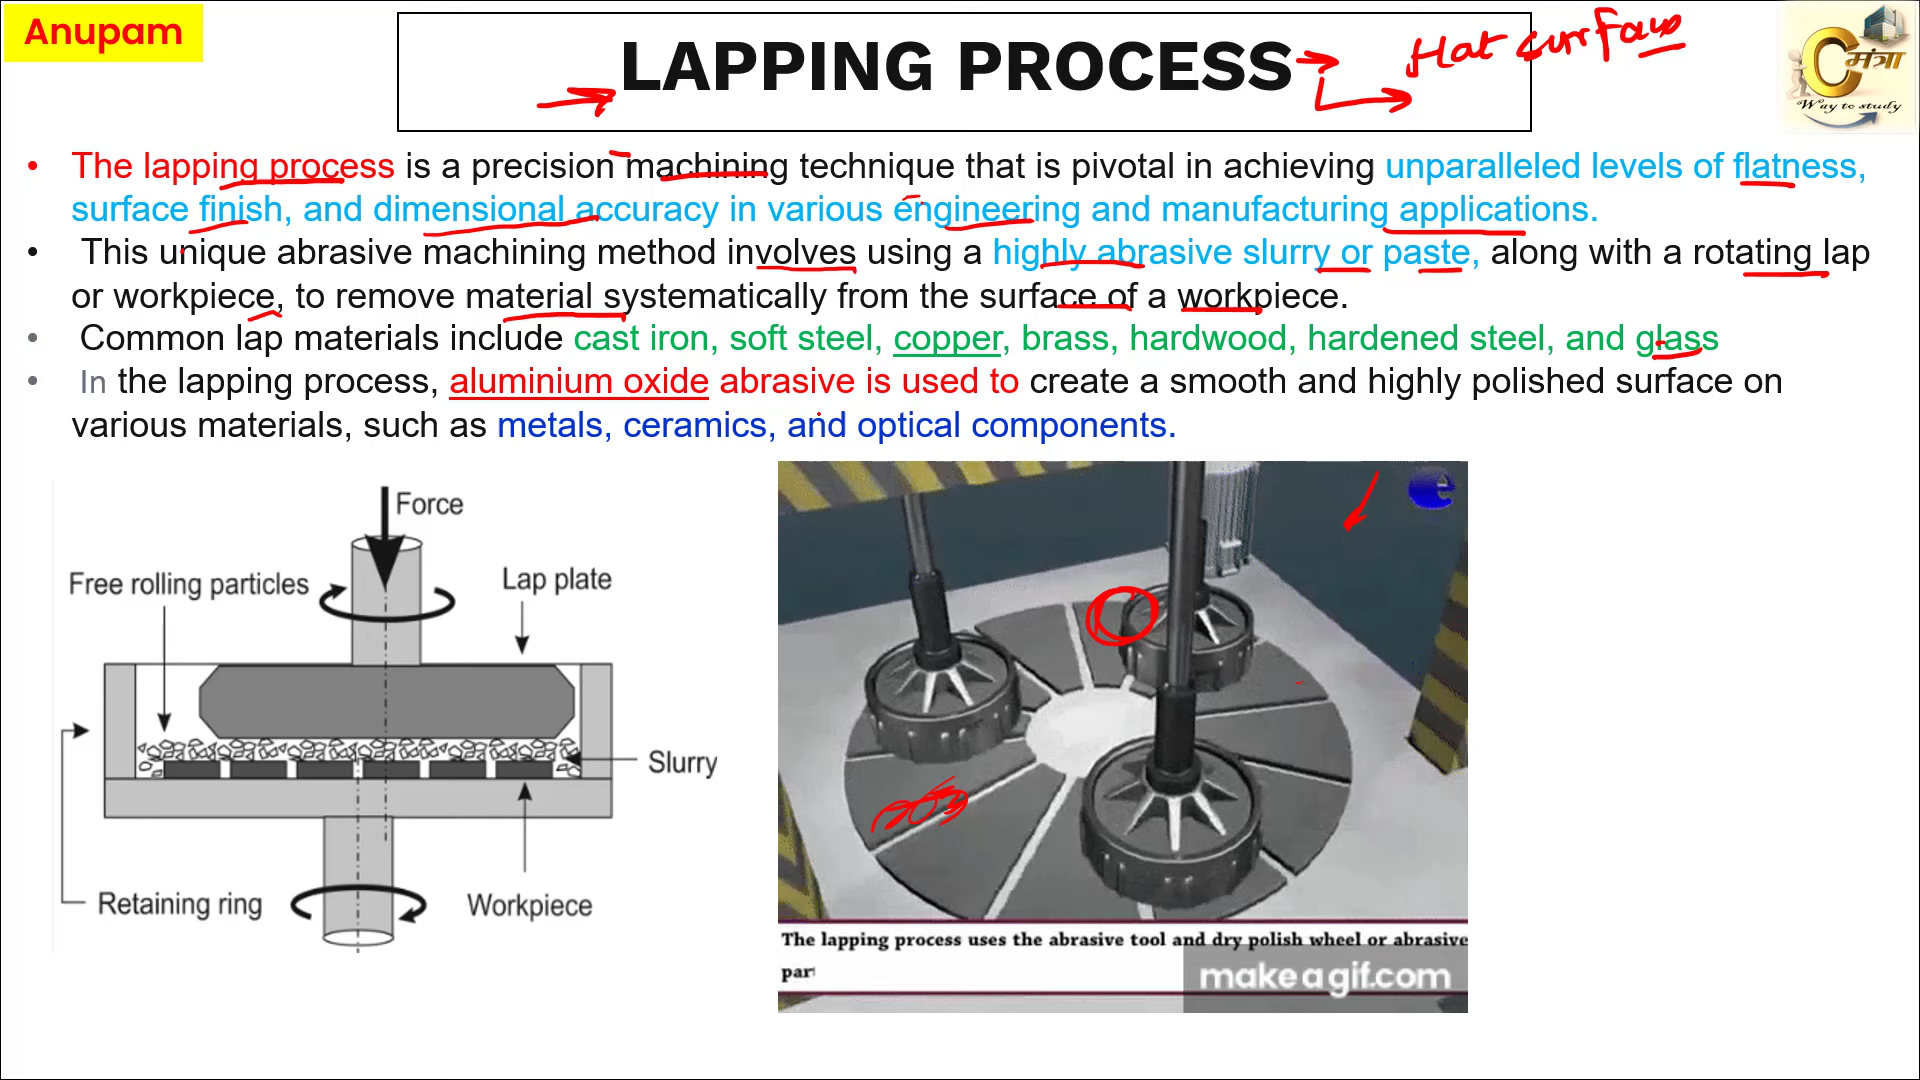 Anupam
LAPPING PROCESS
flat surfaces
C मंत्रा
Way to study
• The lapping process is a precision machining technique that is pivotal in achieving unparalleled levels of flatness,
surface finish, and dimensional accuracy in various engineering and manufacturing applications.
• This unique abrasive machining method involves using a highly abrasive slurry or paste, along with a rotating lap
or workpiece, to remove material systematically from the surface of a workpiece.
• Common lap materials include cast iron, soft steel, copper, brass, hardwood, hardened steel, and glass
• In the lapping process, aluminium oxide abrasive is used to create a smooth and highly polished surface on
various materials, such as metals, ceramics, and optical components.
Force
Free rolling particles
Lap plate
Slurry
Retaining ring
Workpiece
e
The lapping process uses the abrasive tool and dry polish wheel or abrasive
par
makeagif.com